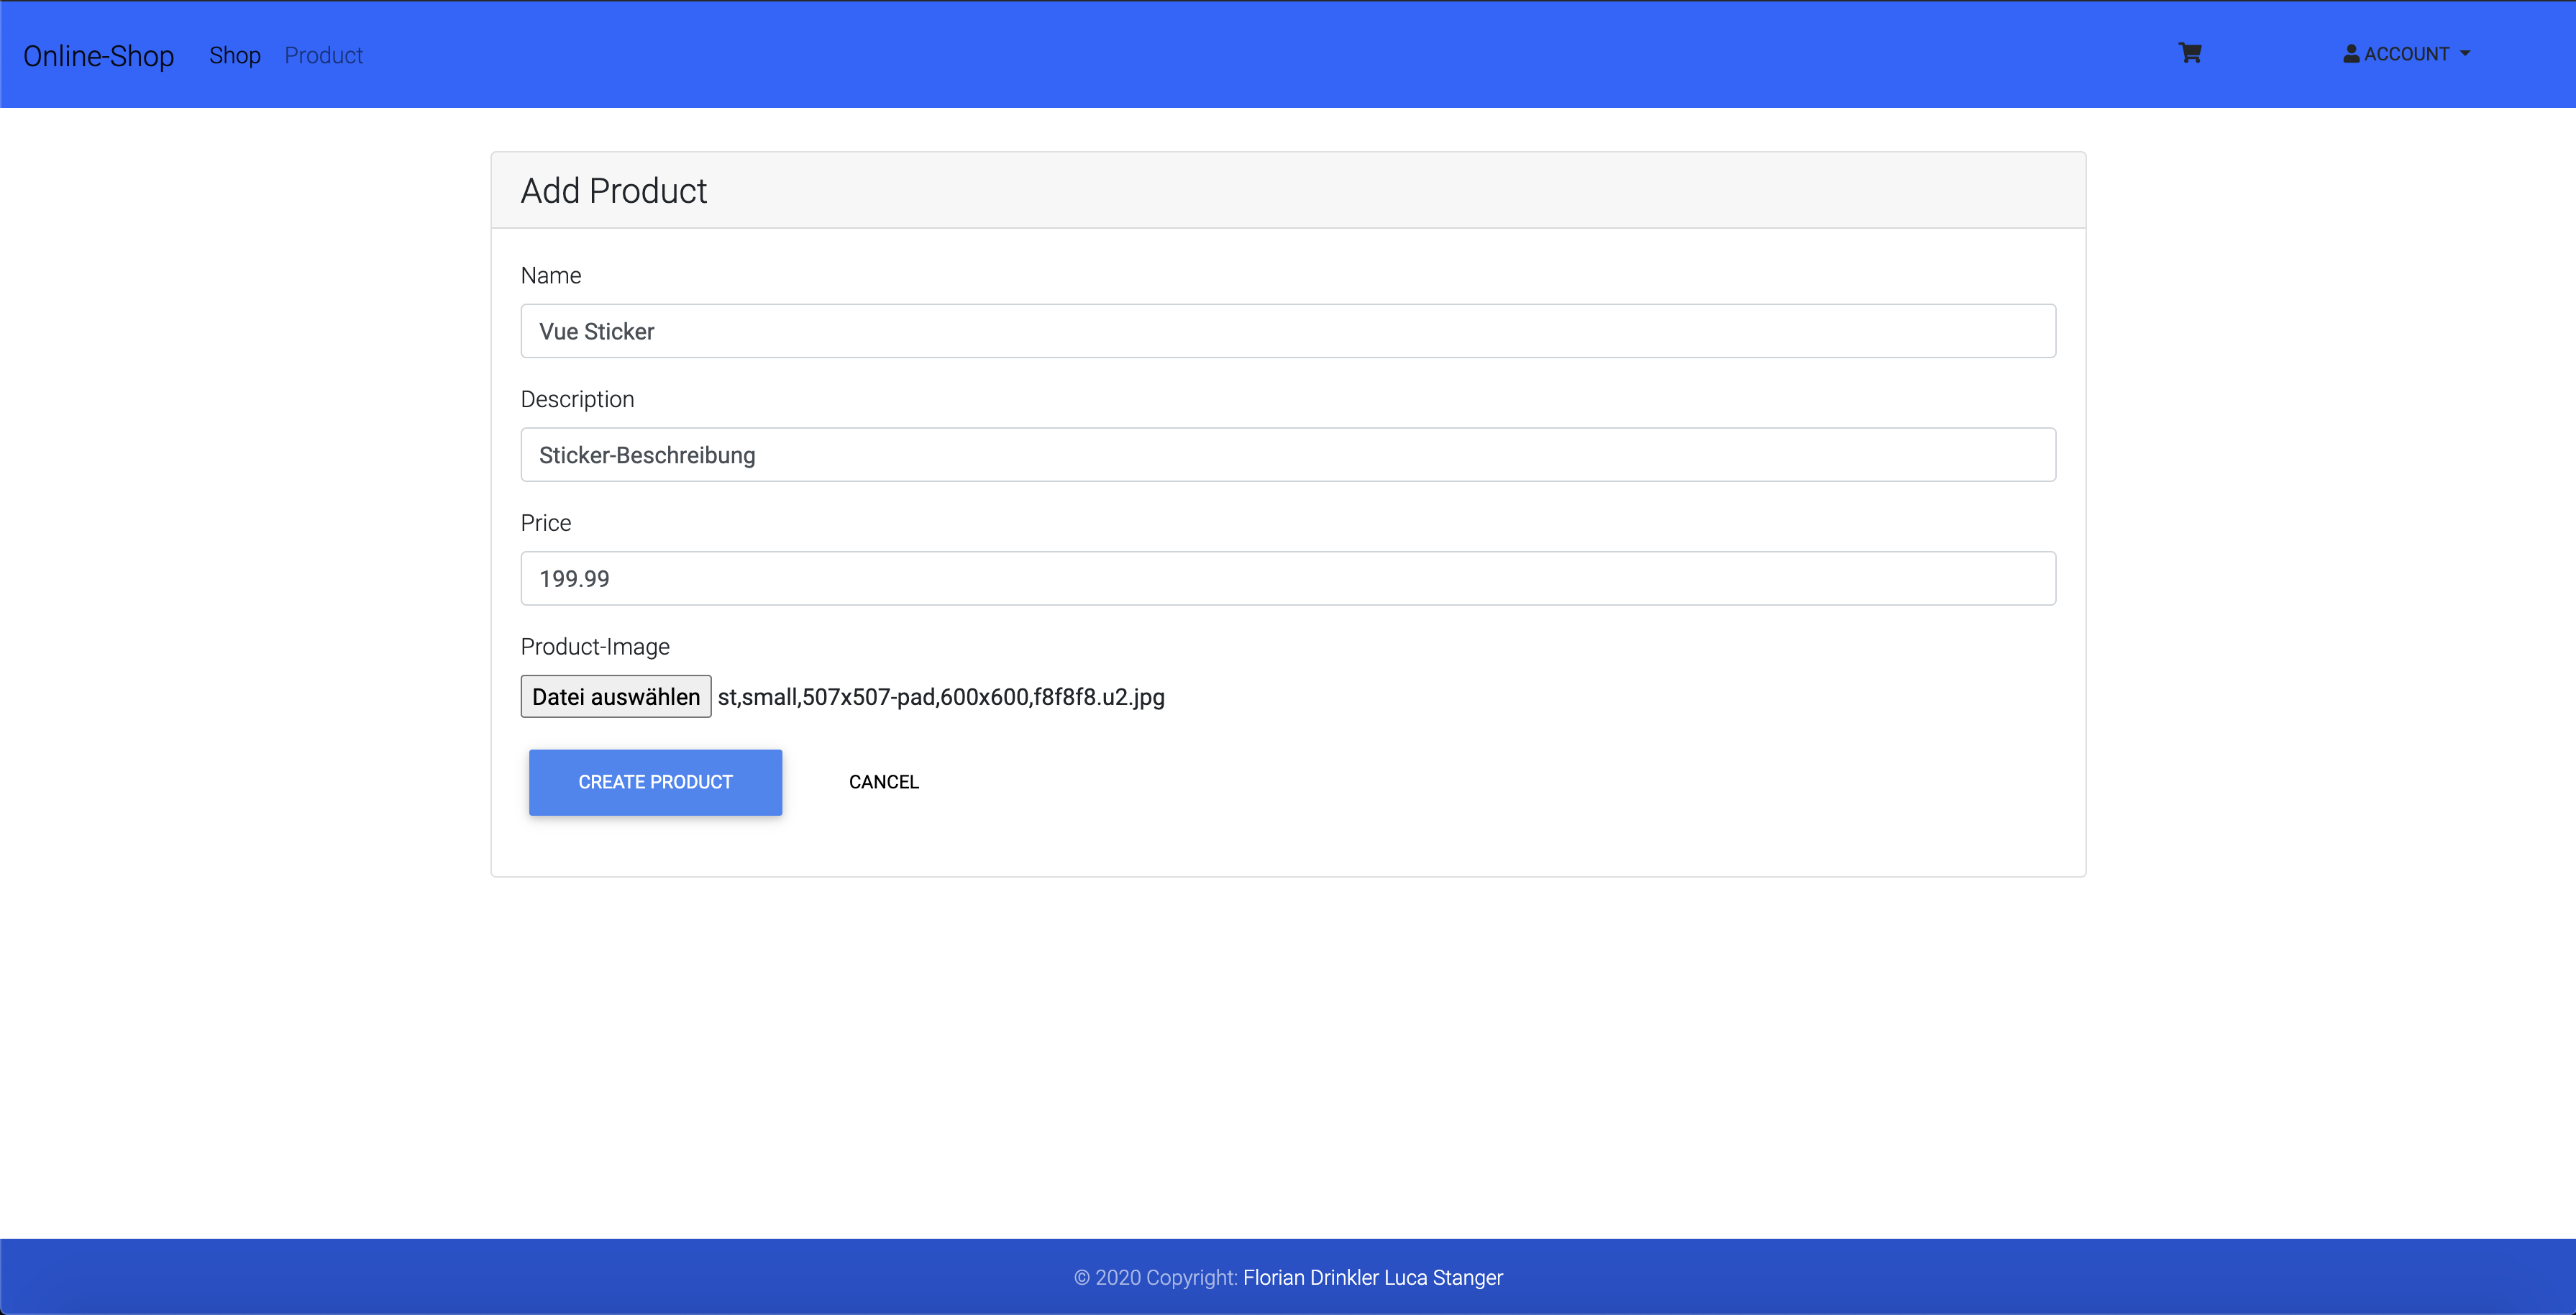 Online-Shop Shop Product ACCOUNT
Add Product
Name
Vue Sticker
Description
Sticker-Beschreibung
Price
199.99
Product-Image
Datei auswählen st,small,507x507-pad,600x600,f8f8f8.u2.jpg
CREATE PRODUCT CANCEL
© 2020 Copyright: Florian Drinkler Luca Stanger